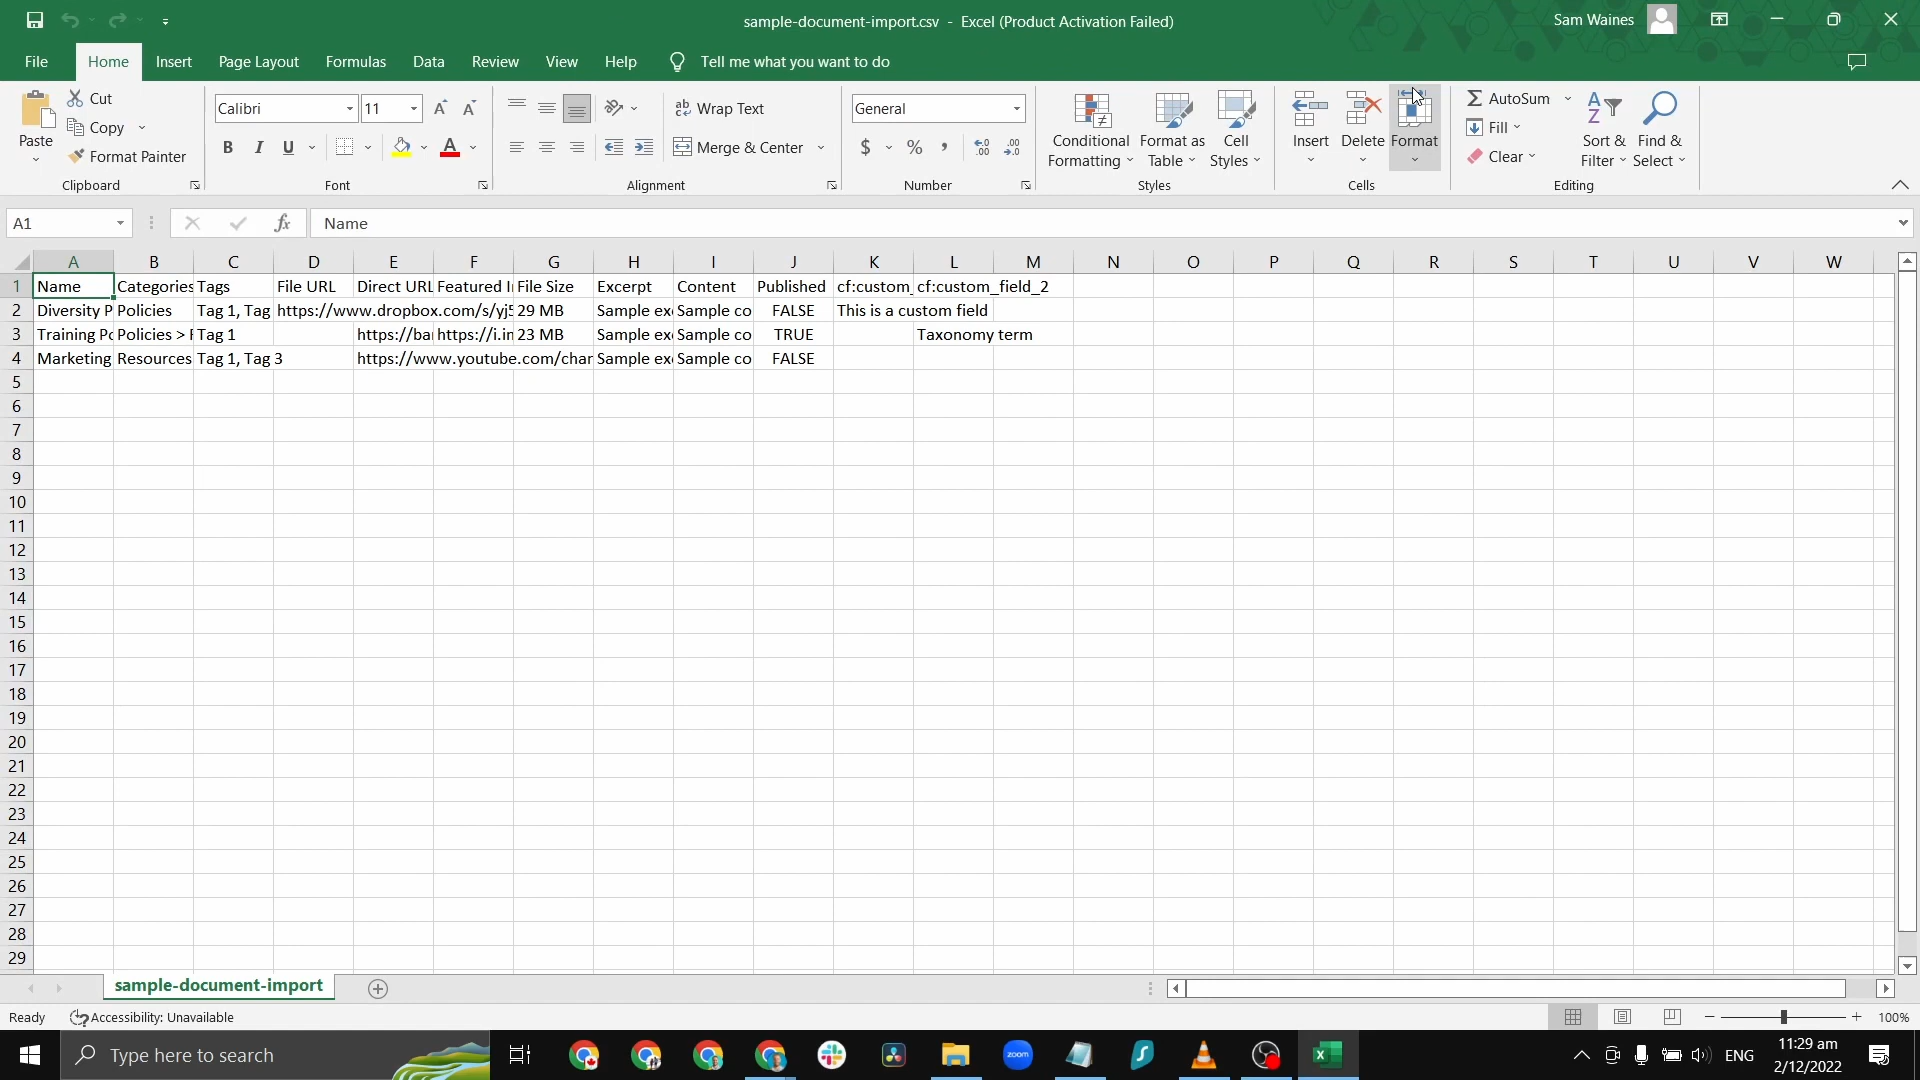 sample-document-import.csv - Excel (Product Activation Failed)
Sam Waines
File Home Insert Page Layout Formulas Data Review View Help Tell me what you want to do
Paste
Cut
Copy
Format Painter
Clipboard
Calibri 11
B I U A
Font
Wrap Text
Merge & Center
Alignment
General
$ % ,
Number
Conditional Formatting
Format as Table
Cell Styles
Styles
Insert Delete Format
Cells
AutoSum
Fill
Clear
Sort & Filter
Find & Select
Editing
A1 fx Name
A B C D E F G H I J K L M N O P Q R S T U V W
1 Name Categories Tags File URL Direct URL Featured I File Size Excerpt Content Published cf:custom_ cf:custom_field_2
2 Diversity P Policies Tag 1, Tag https://www.dropbox.com/s/yj5 29 MB Sample ex Sample co FALSE This is a custom field
3 Training Po Policies > Tag 1 https://ba https://i.in 23 MB Sample ex Sample co TRUE Taxonomy term
4 Marketing Resources Tag 1, Tag 3 https://www.youtube.com/char Sample ex Sample co FALSE
5
6
7
8
9
10
11
12
13
14
15
16
17
18
19
20
21
22
23
24
25
26
27
28
29
sample-document-import
Ready Accessibility: Unavailable 100%
Type here to search zoom ENG 11:29 am
2/12/2022